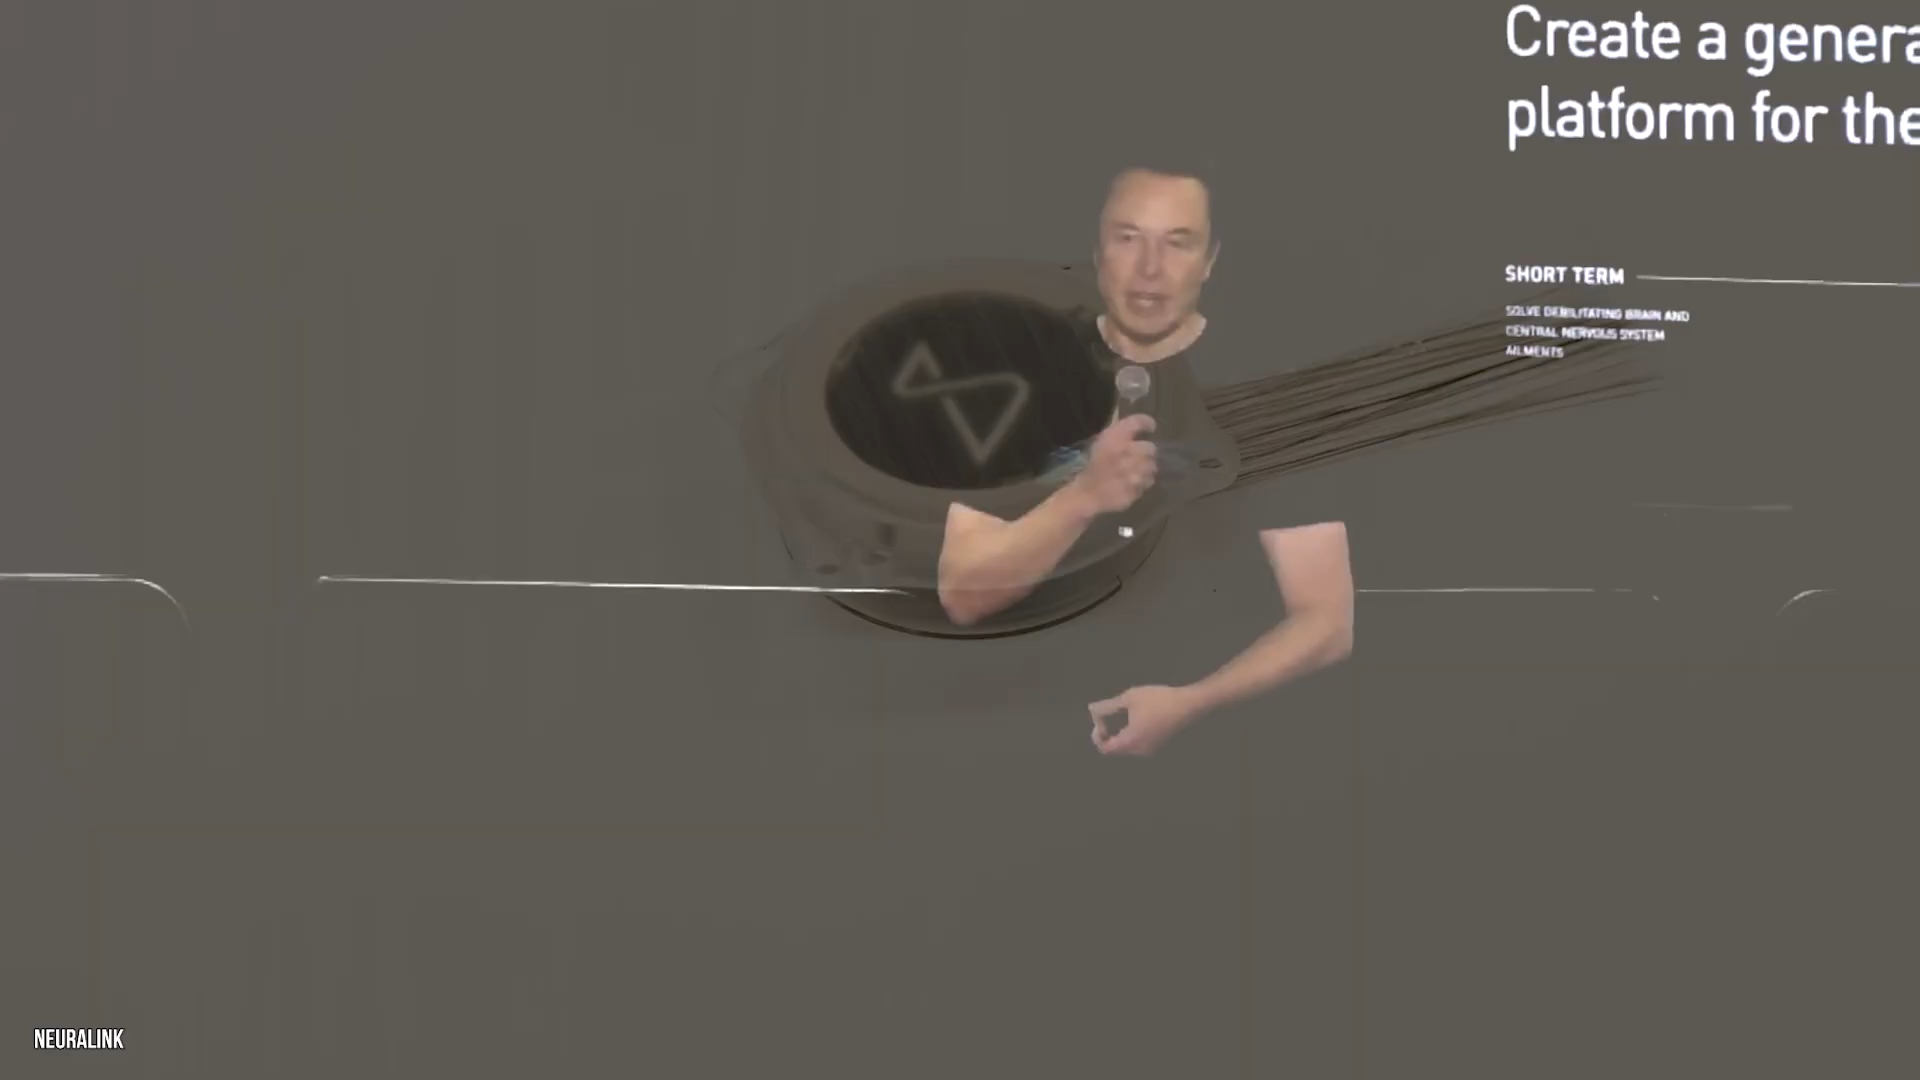 Create a genera
platform for the
SHORT TERM
SOLVE DEBILITATING BRAIN AND
CENTRAL NERVOUS SYSTEM
AILMENTS
NEURALINK